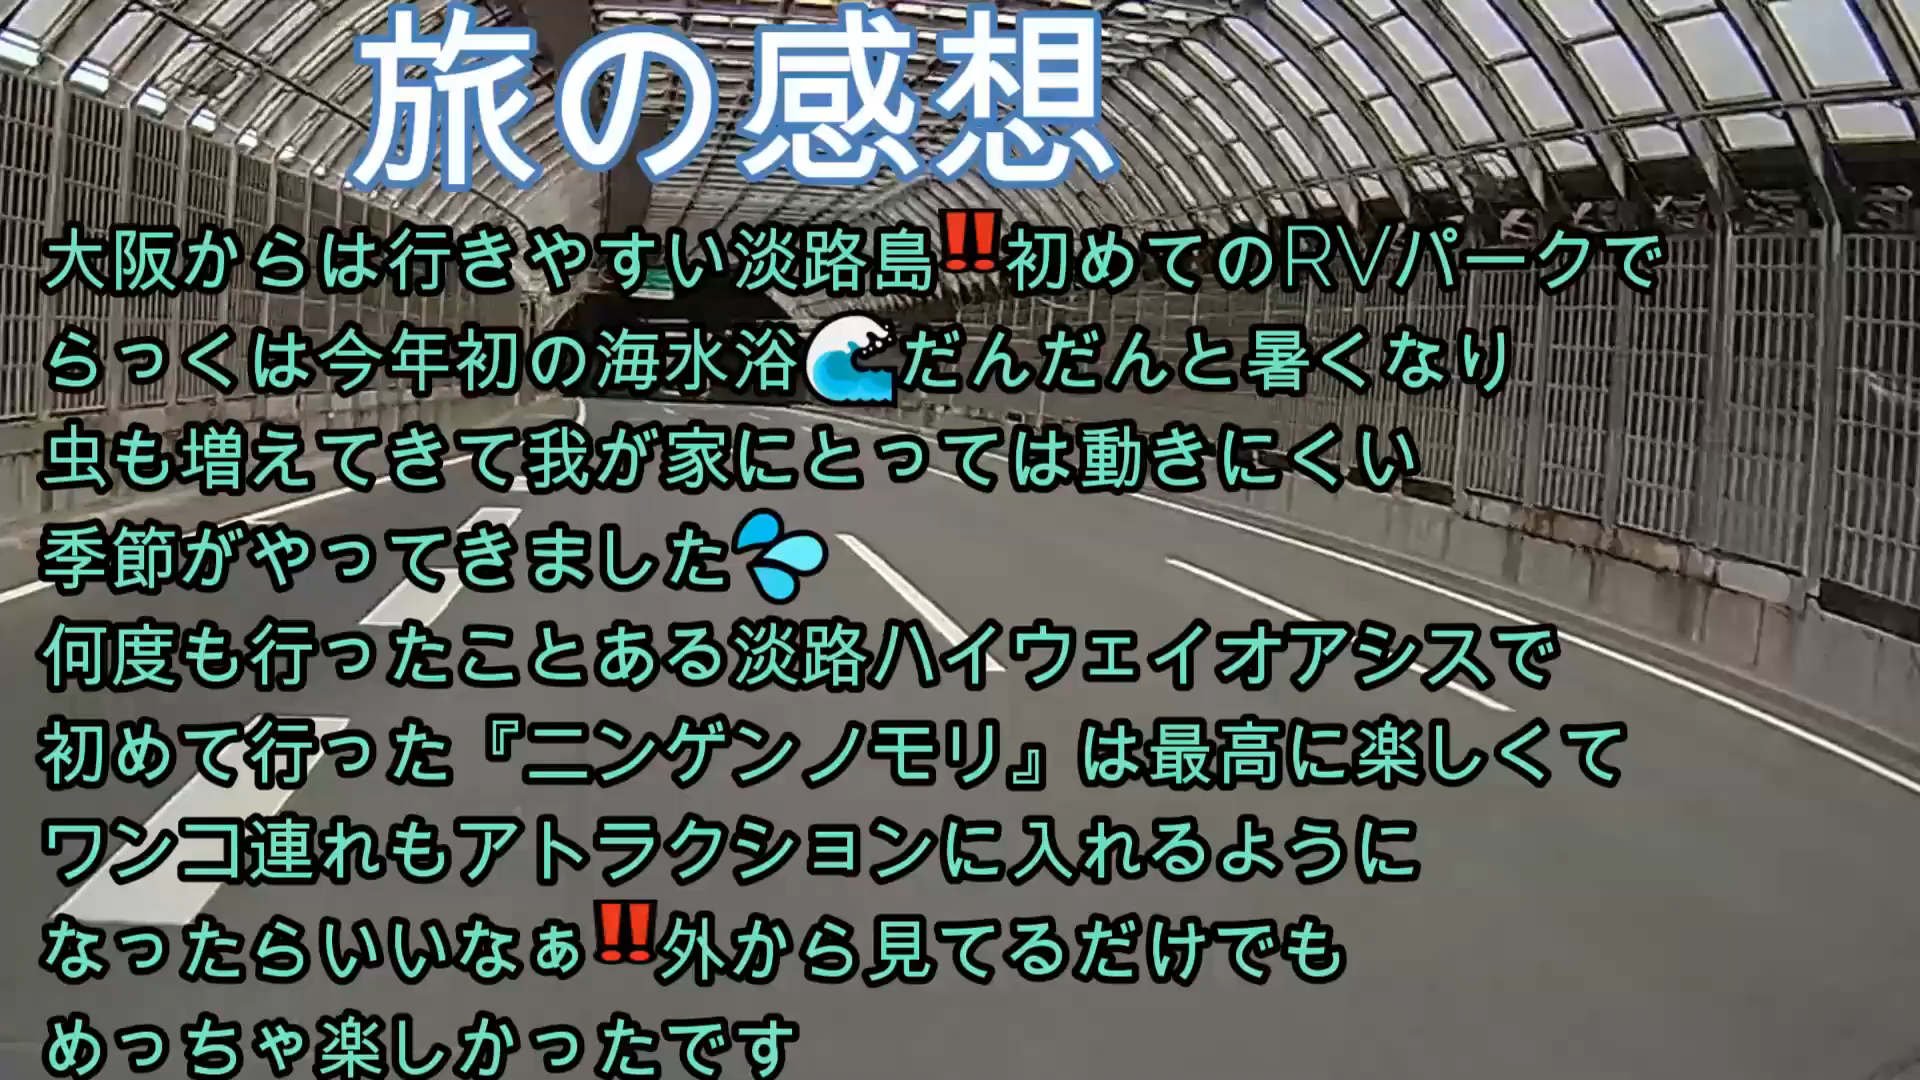 旅の感想
大阪からは行きやすい淡路島‼️初めてのRVパークで
らっくは今年初の海水浴🌊だんだんと暑くなり
虫も増えてきて我が家にとっては動きにくい
季節がやってきました💦
何度も行ったことある淡路ハイウェイオアシスで
初めて行った『ニンゲンノモリ』は最高に楽しくて
ワンコ連れもアトラクションに入れるように
なったらいいなぁ‼️外から見てるだけでも
めっちゃ楽しかったです